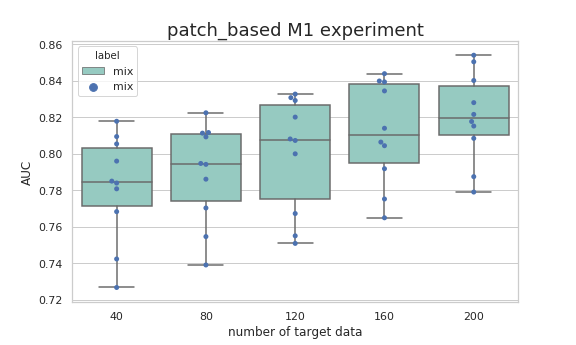 patch_based M1 experiment
0.86
0.84
0.82
0.80
0.78
0.76
0.74
0.72
AUC
label
mix
mix
40 80 120 160 200
number of target data